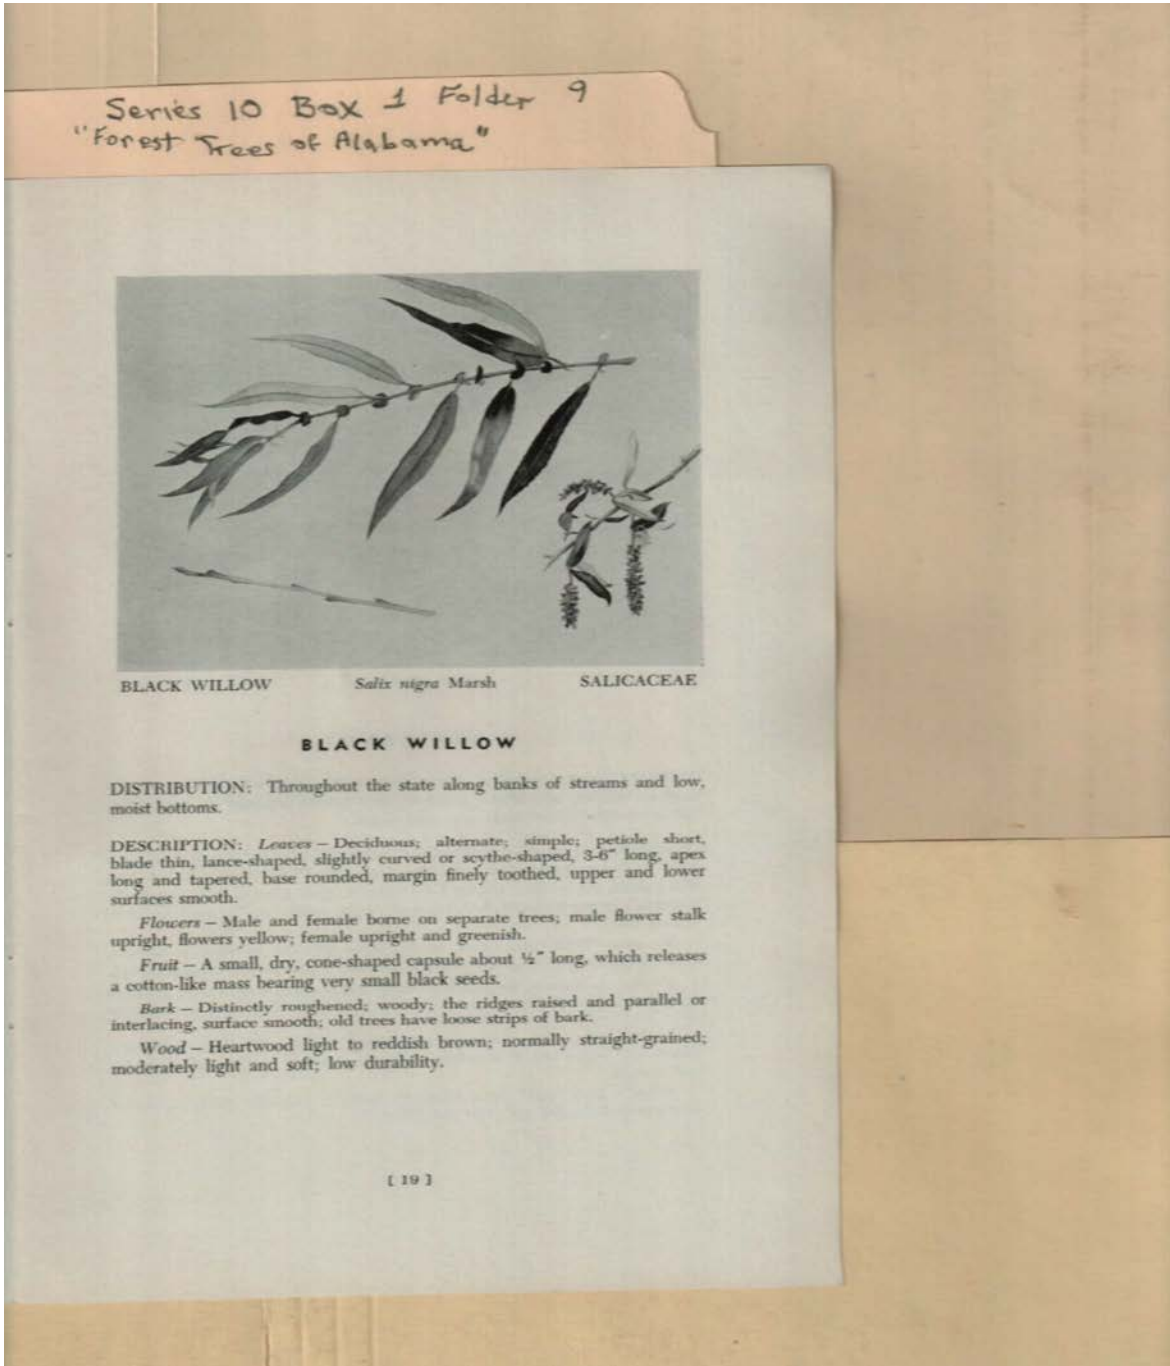 Series 10 Box 1 Folder 9
"Forest Trees of Alabama"
BLACK WILLOW Salix nigra Marsh SALICACEAE
BLACK WILLOW
DISTRIBUTION: Throughout the state along banks of streams and low,
moist bottoms.
DESCRIPTION: Leaves – Deciduous; alternate; simple; petiole short,
blade thin, lance-shaped, slightly curved or scythe-shaped, 3-6" long, apex
long and tapered, base rounded, margin finely toothed, upper and lower
surfaces smooth.
Flowers – Male and female borne on separate trees; male flower stalk
upright, flowers yellow; female upright and greenish.
Fruit – A small, dry, cone-shaped capsule about ½" long, which releases
a cotton-like mass bearing very small black seeds.
Bark – Distinctly roughened; woody; the ridges raised and parallel or
interlacing, surface smooth; old trees have loose strips of bark.
Wood – Heartwood light to reddish brown; normally straight-grained;
moderately light and soft; low durability.
[ 19 ]